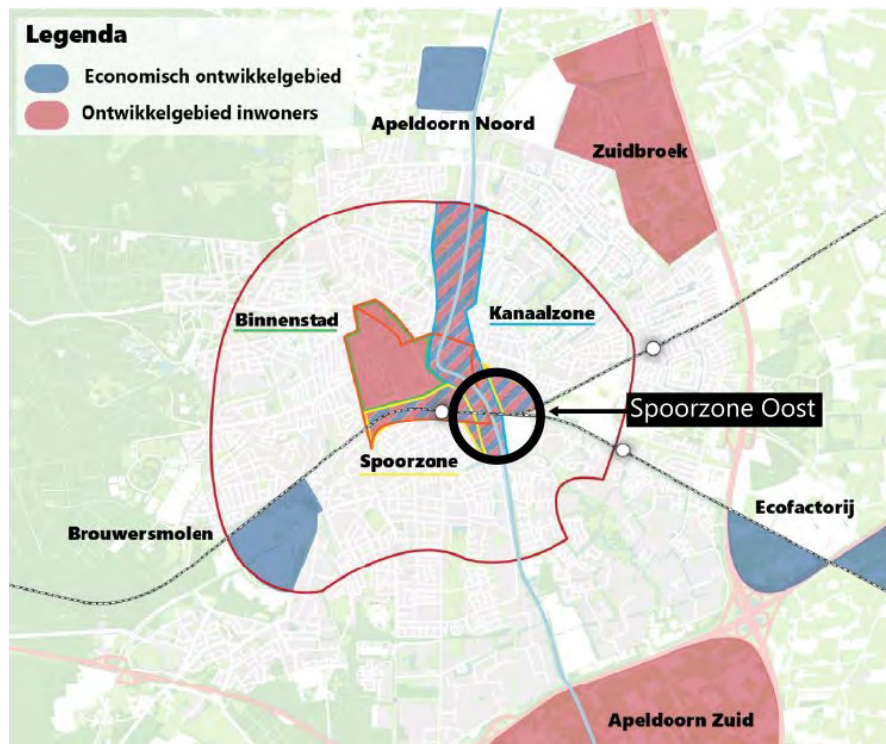 Legenda
Economisch ontwikkelgebied
Ontwikkelgebied inwoners
Apeldoorn Noord
Zuidbroek
Binnenstad
Kanaalzone
Spoorzone Oost
Spoorzone
Brouwersmolen
Ecofactorij
Apeldoorn Zuid